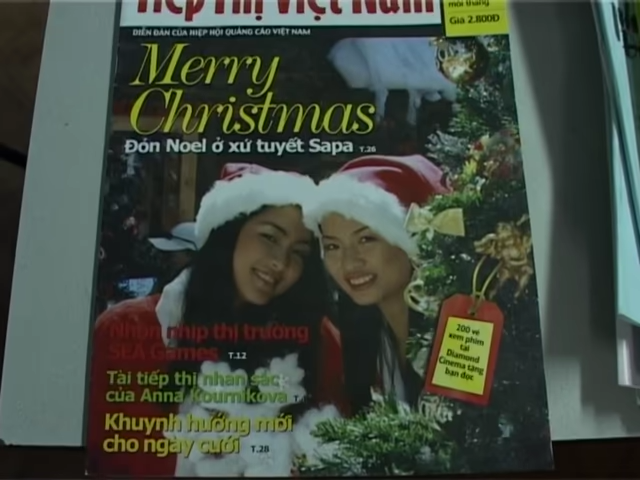 Tiếp Thị Việt Nam
mỗi tháng
Giá 2.800Đ
DIỄN ĐÀN CỦA HIỆP HỘI QUẢNG CÁO VIỆT NAM
Merry
Christmas
Đón Noel ở xứ tuyết Sapa T.26
Nhộn nhịp thị trường
SEA Games T.12
Tài tiếp thị nhan sắc
của Anna Kournikova
Khuynh hướng mới
cho ngày cưới T.28
200 vé
xem phim
tại
Diamond
Cinema tặng
bạn đọc